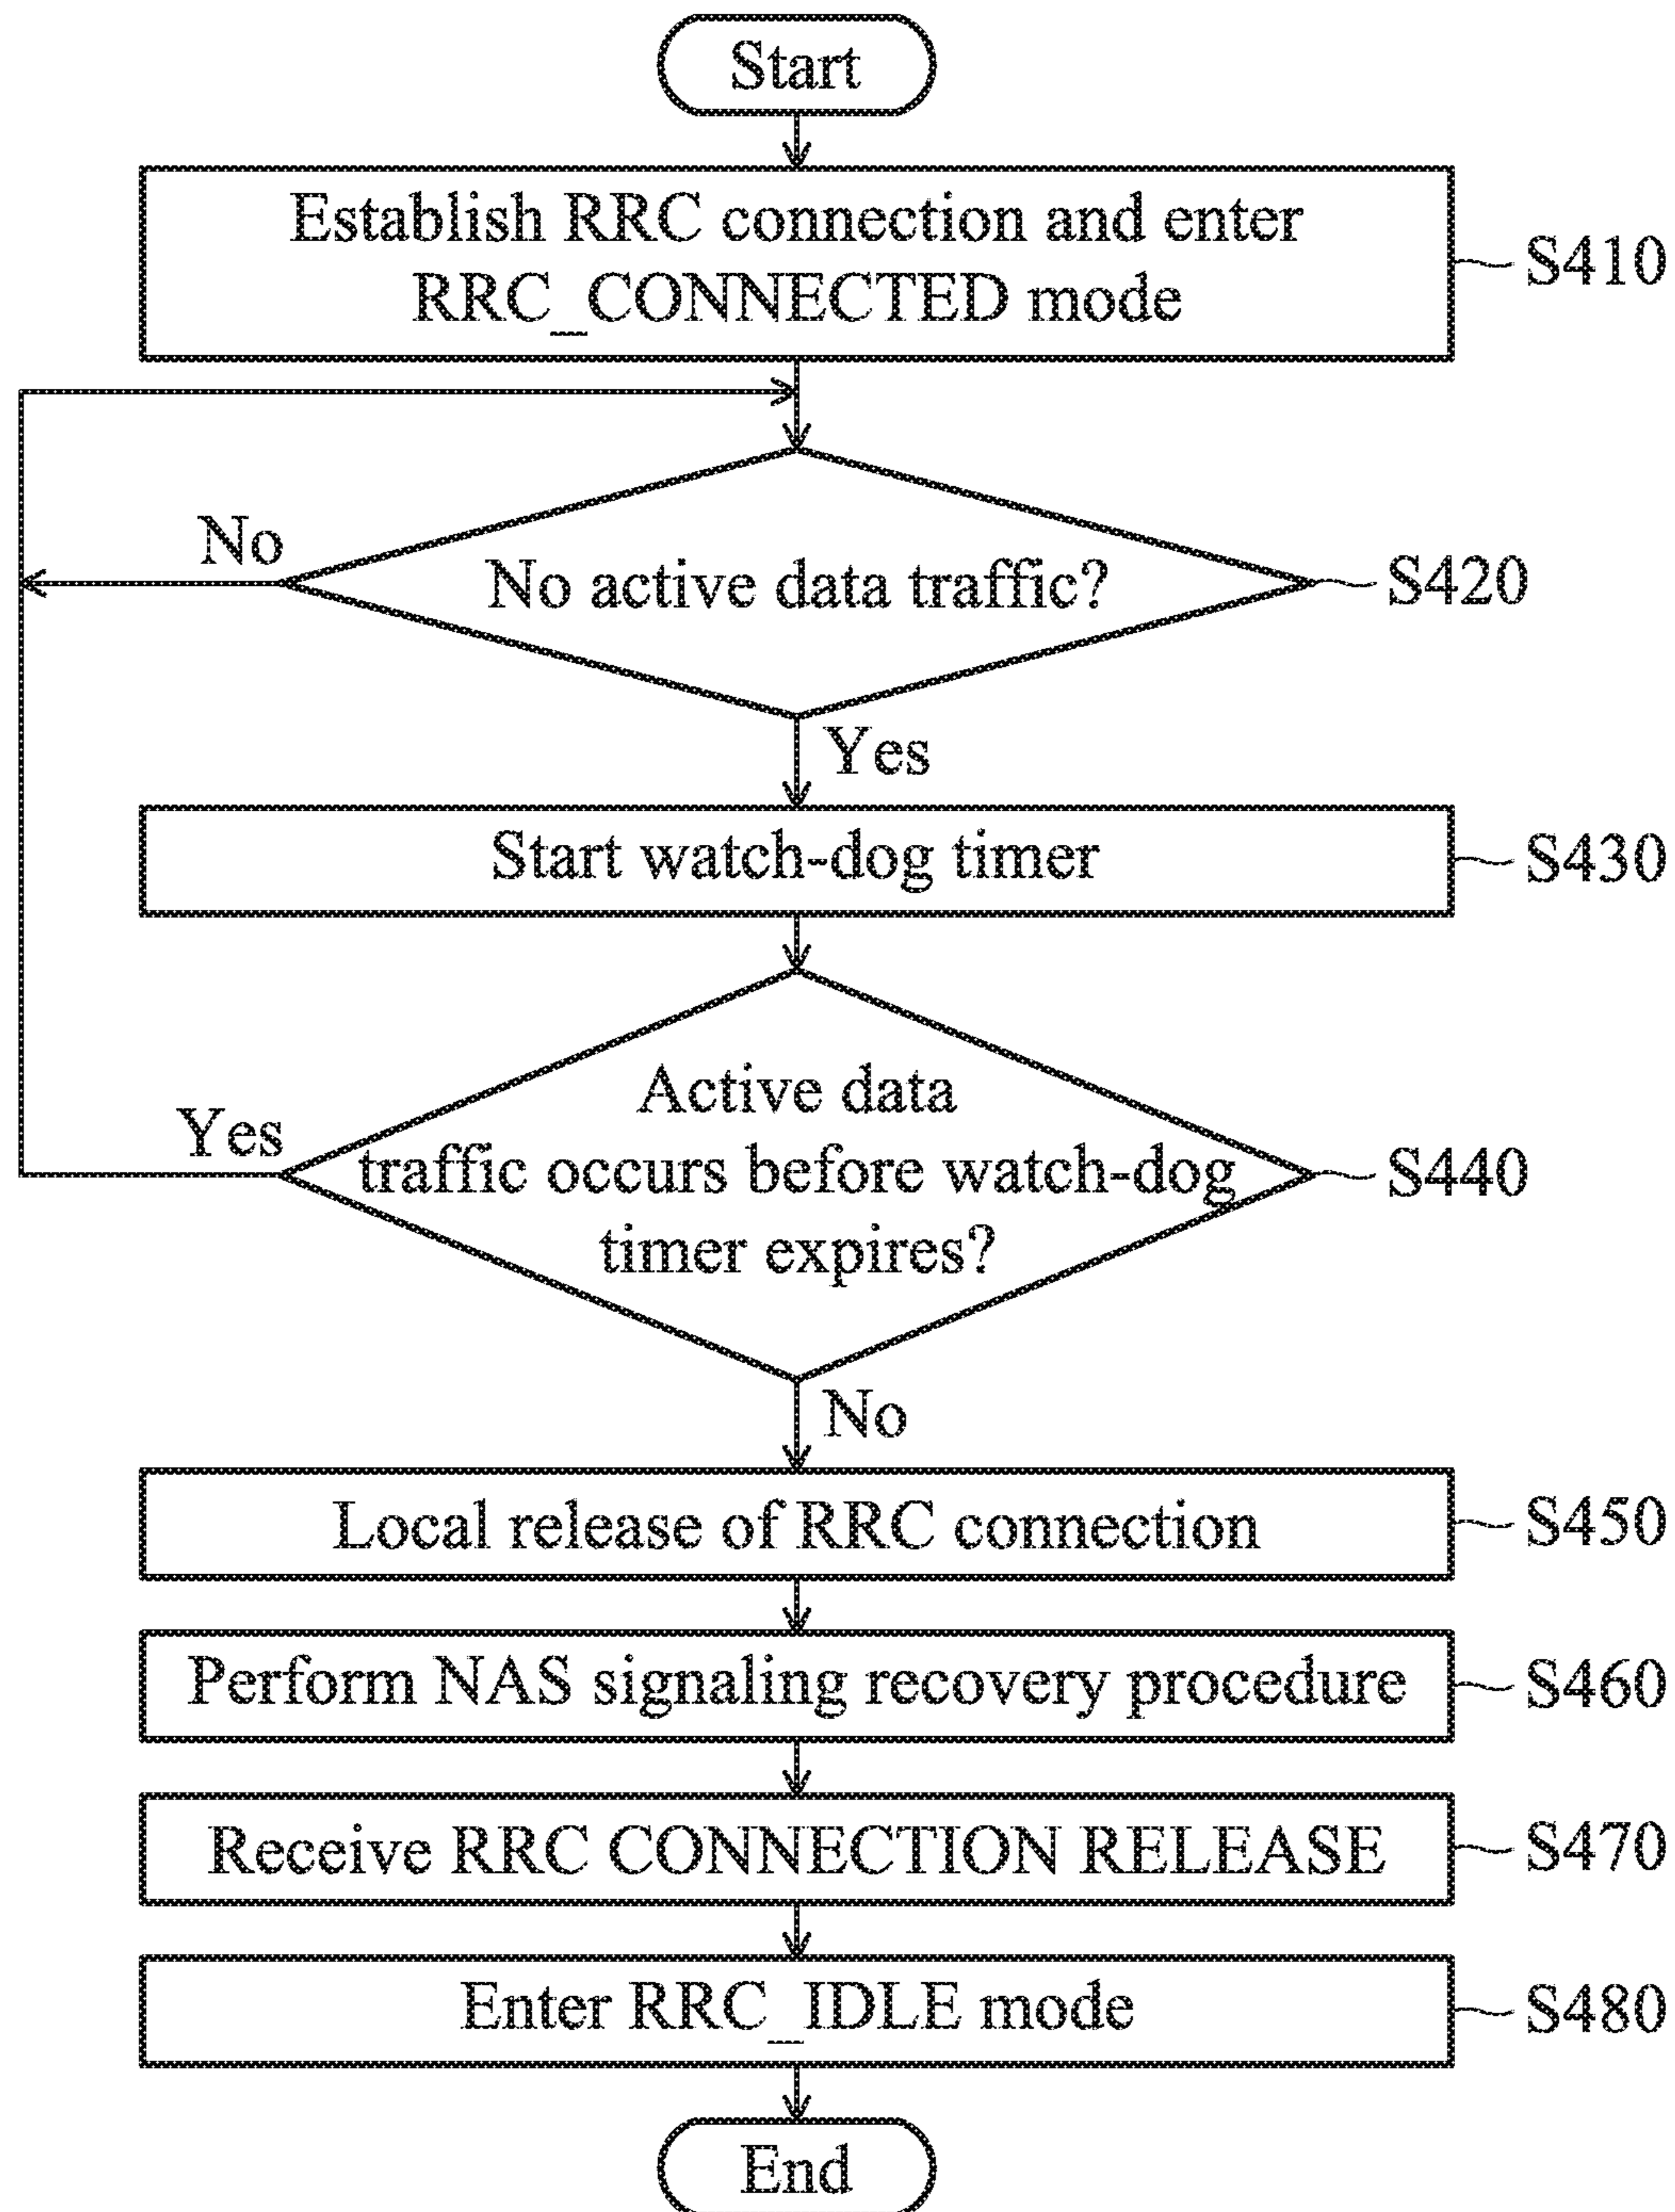 Start
Establish RRC connection and enter
RRC_CONNECTED mode
S410
No
No active data traffic?
S420
Yes
Start watch-dog timer
S430
Active data
Yes
traffic occurs before watch-dog
S440
timer expires?
No
Local release of RRC connection
S450
Perform NAS signaling recovery procedure
S460
Receive RRC CONNECTION RELEASE
S470
Enter RRC_IDLE mode
S480
End